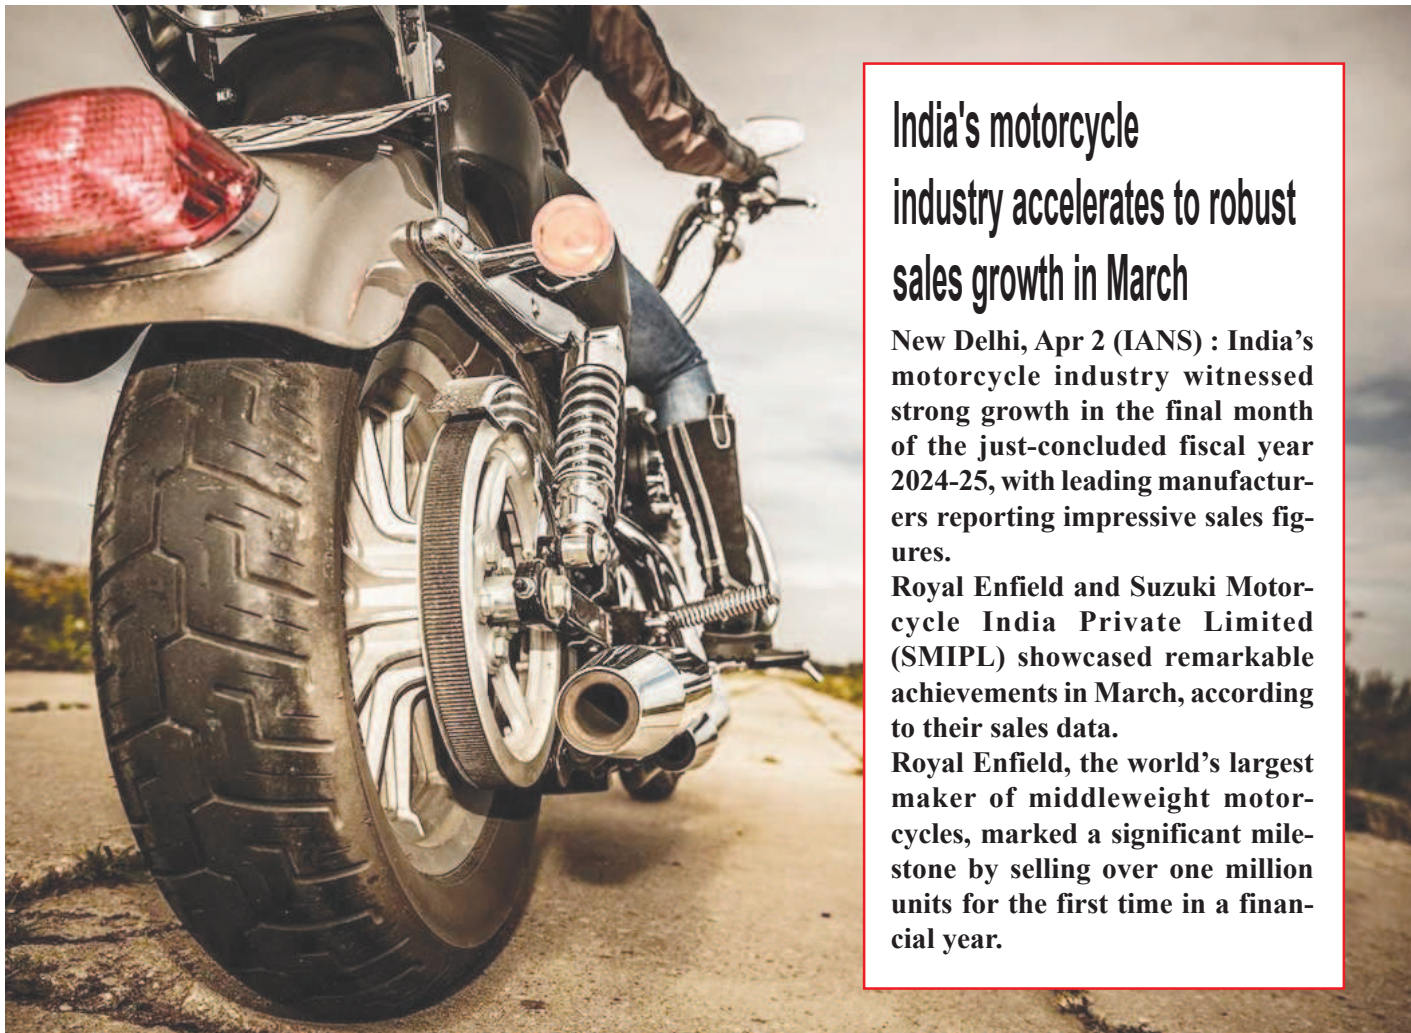 India's motorcycle
industry accelerates to robust
sales growth in March
New Delhi, Apr 2 (IANS) : India’s
motorcycle industry witnessed
strong growth in the final month
of the just-concluded fiscal year
2024-25, with leading manufactur-
ers reporting impressive sales fig-
ures.
Royal Enfield and Suzuki Motor-
cycle India Private Limited
(SMIPL) showcased remarkable
achievements in March, according
to their sales data.
Royal Enfield, the world’s largest
maker of middleweight motor-
cycles, marked a significant mile-
stone by selling over one million
units for the first time in a finan-
cial year.